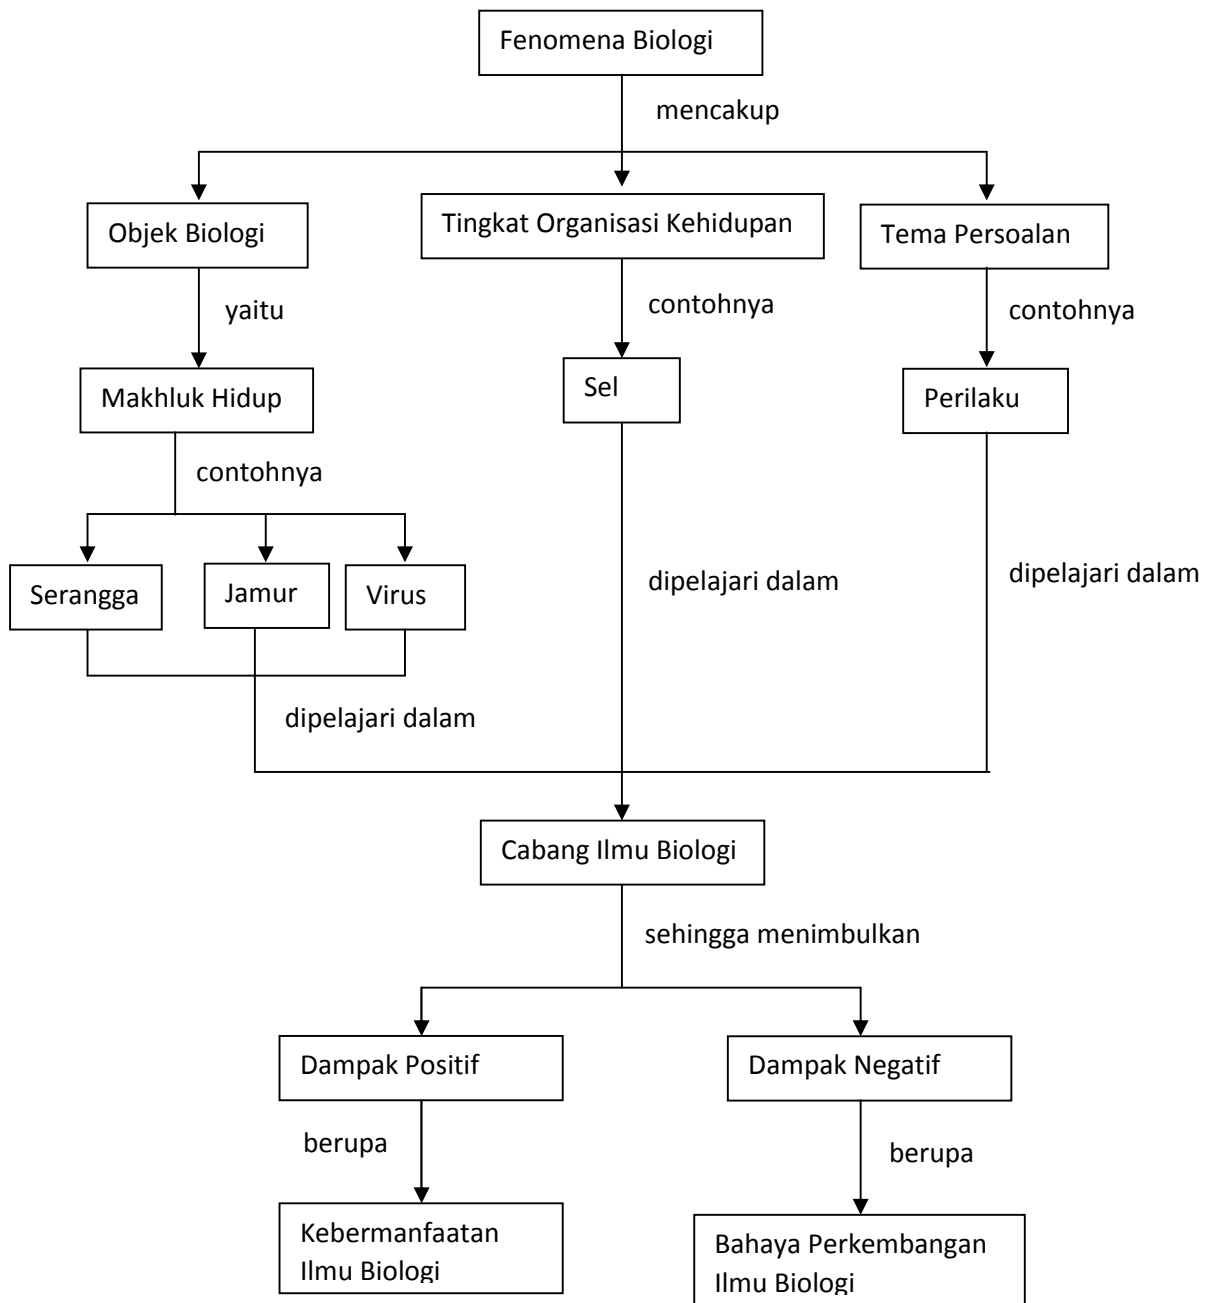 Fenomena Biologi
mencakup
Objek Biologi
Tingkat Organisasi Kehidupan
Tema Persoalan
yaitu
contohnya
contohnya
Makhluk Hidup
Sel
Perilaku
contohnya
Serangga
Jamur
Virus
dipelajari dalam
dipelajari dalam
dipelajari dalam
Cabang Ilmu Biologi
sehingga menimbulkan
Dampak Positif
Dampak Negatif
berupa
berupa
Kebermanfaatan
Ilmu Biologi
Bahaya Perkembangan
Ilmu Biologi